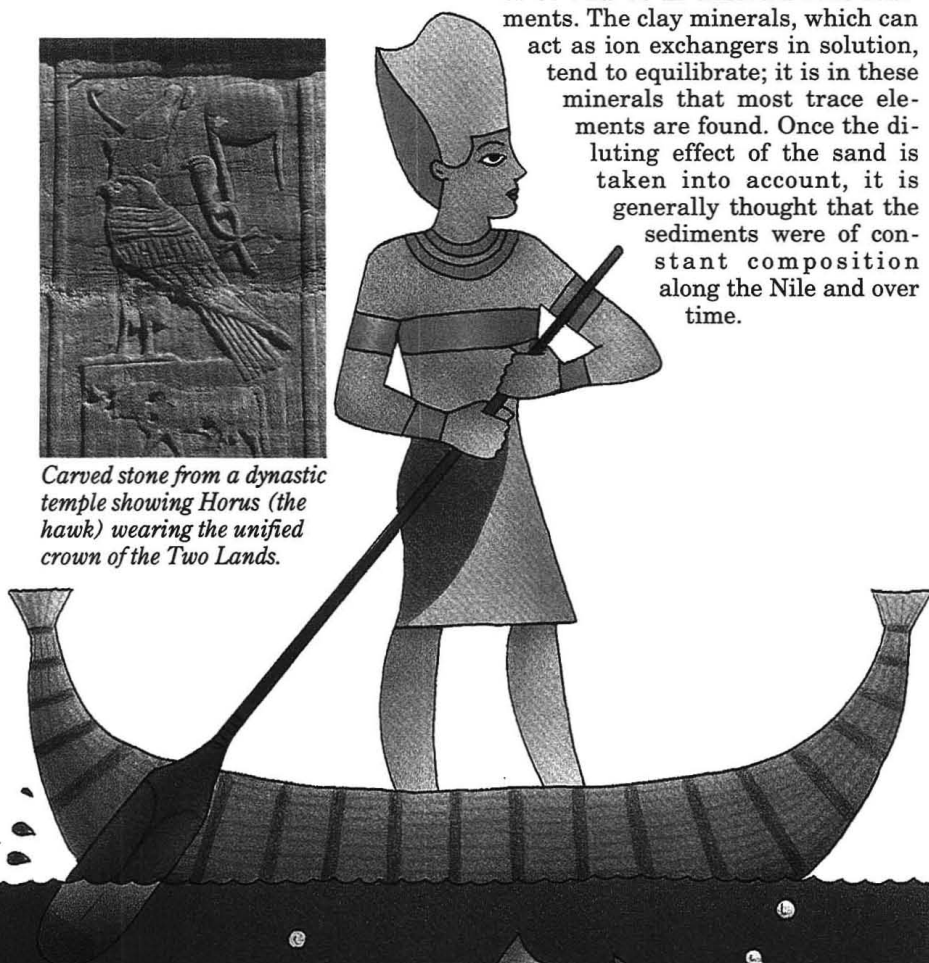 ments. The clay minerals, which can
act as ion exchangers in solution,
tend to equilibrate; it is in these
minerals that most trace ele-
ments are found. Once the di-
luting effect of the sand is
taken into account, it is
generally thought that the
sediments were of con-
stant composition
along the Nile and over
time.
Carved stone from a dynastic
temple showing Horus (the
hawk) wearing the unified
crown of the Two Lands.